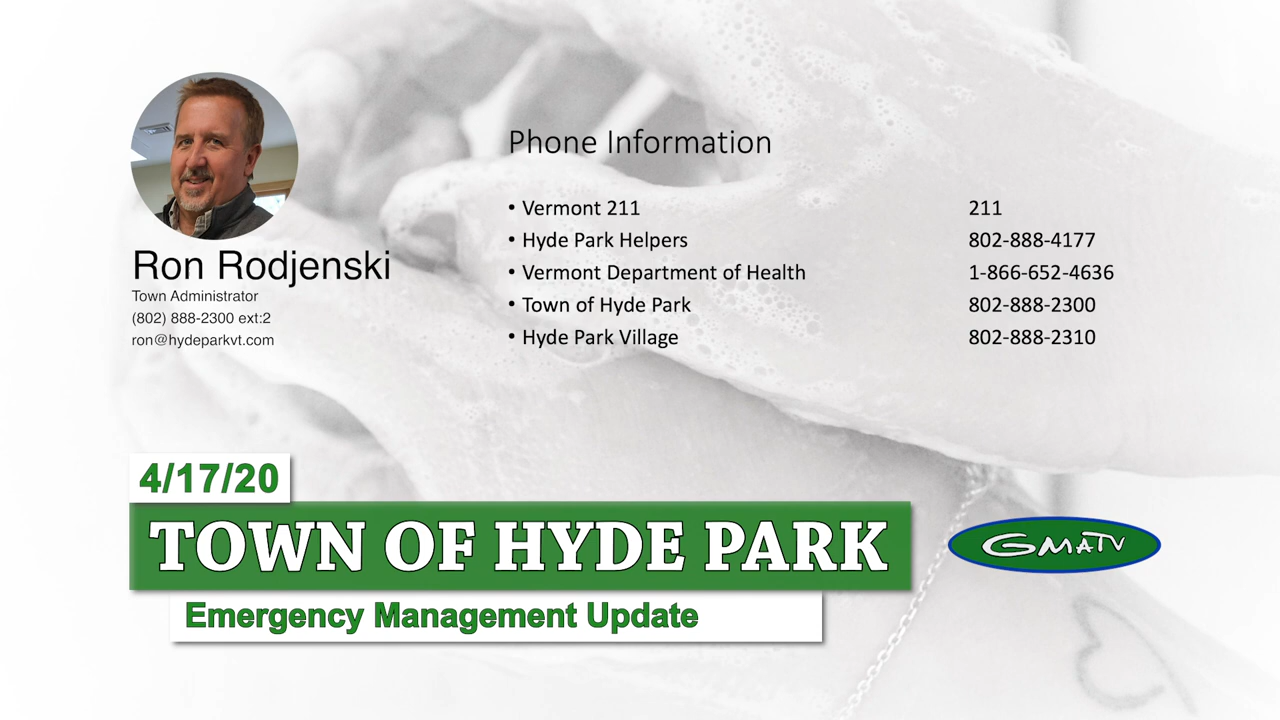 Ron Rodjenski
Town Administrator
(802) 888-2300 ext:2
ron@hydeparkvt.com
Phone Information
• Vermont 211 211
• Hyde Park Helpers 802-888-4177
• Vermont Department of Health 1-866-652-4636
• Town of Hyde Park 802-888-2300
• Hyde Park Village 802-888-2310
4/17/20
TOWN OF HYDE PARK
GMATV
Emergency Management Update